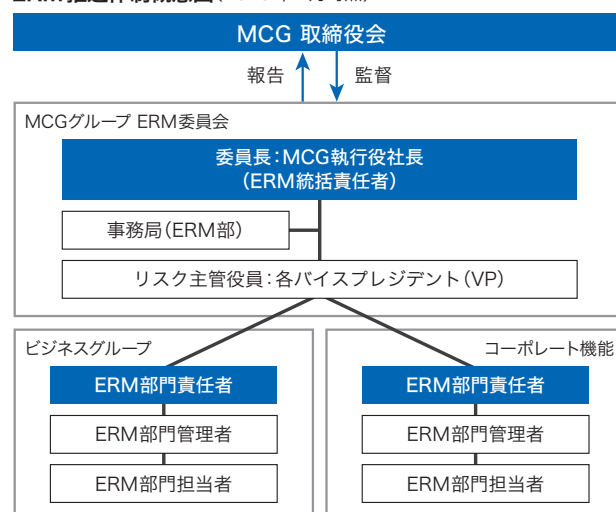 MCG 取締役会
報告
監督
MCGグループ ERM委員会
委員長：MCG執行役社長
（ERM統括責任者）
事務局（ERM部）
リスク主管役員：各バイスプレジデント（VP）
ビジネスグループ
ERM部門責任者
ERM部門管理者
ERM部門担当者
コーポレート機能
ERM部門責任者
ERM部門管理者
ERM部門担当者